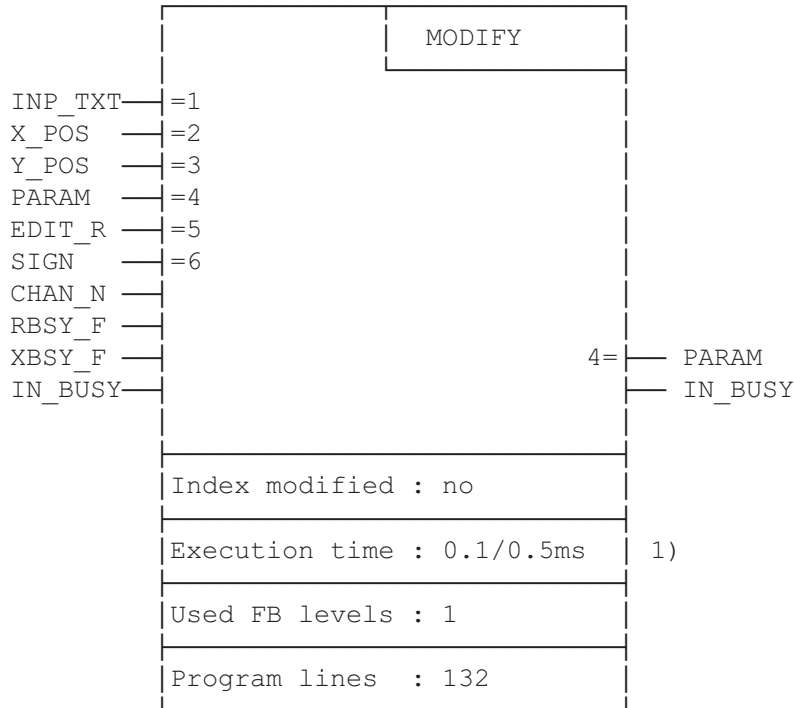 MODIFY
INP_TXT =1
X_POS =2
Y_POS =3
PARAM =4
EDIT_R =5
SIGN =6
CHAN_N
RBSY_F
XBSY_F 4= PARAM
IN_BUSY IN_BUSY
Index modified : no
Execution time : 0.1/0.5ms 1)
Used FB levels : 1
Program lines : 132